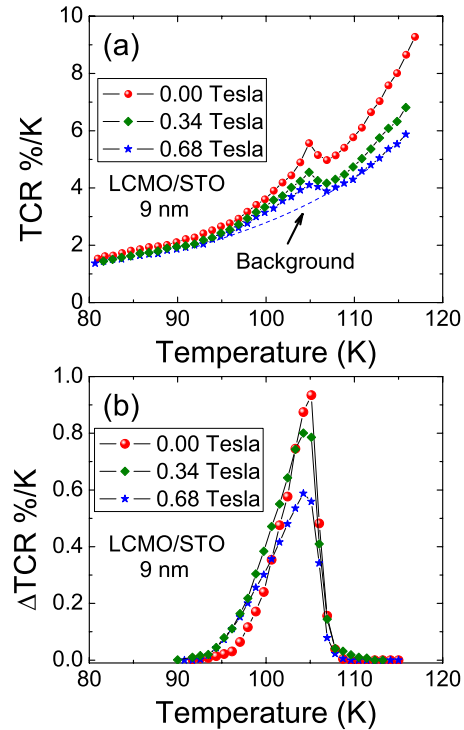 (a)
0.00 Tesla
0.34 Tesla
0.68 Tesla
LCMO/STO
9 nm
Background
TCR %/K
10
8
6
4
2
0
80 90 100 110 120
Temperature (K)
(b)
0.00 Tesla
0.34 Tesla
0.68 Tesla
LCMO/STO
9 nm
ΔTCR %/K
1.0
0.8
0.6
0.4
0.2
0.0
80 90 100 110 120
Temperature (K)